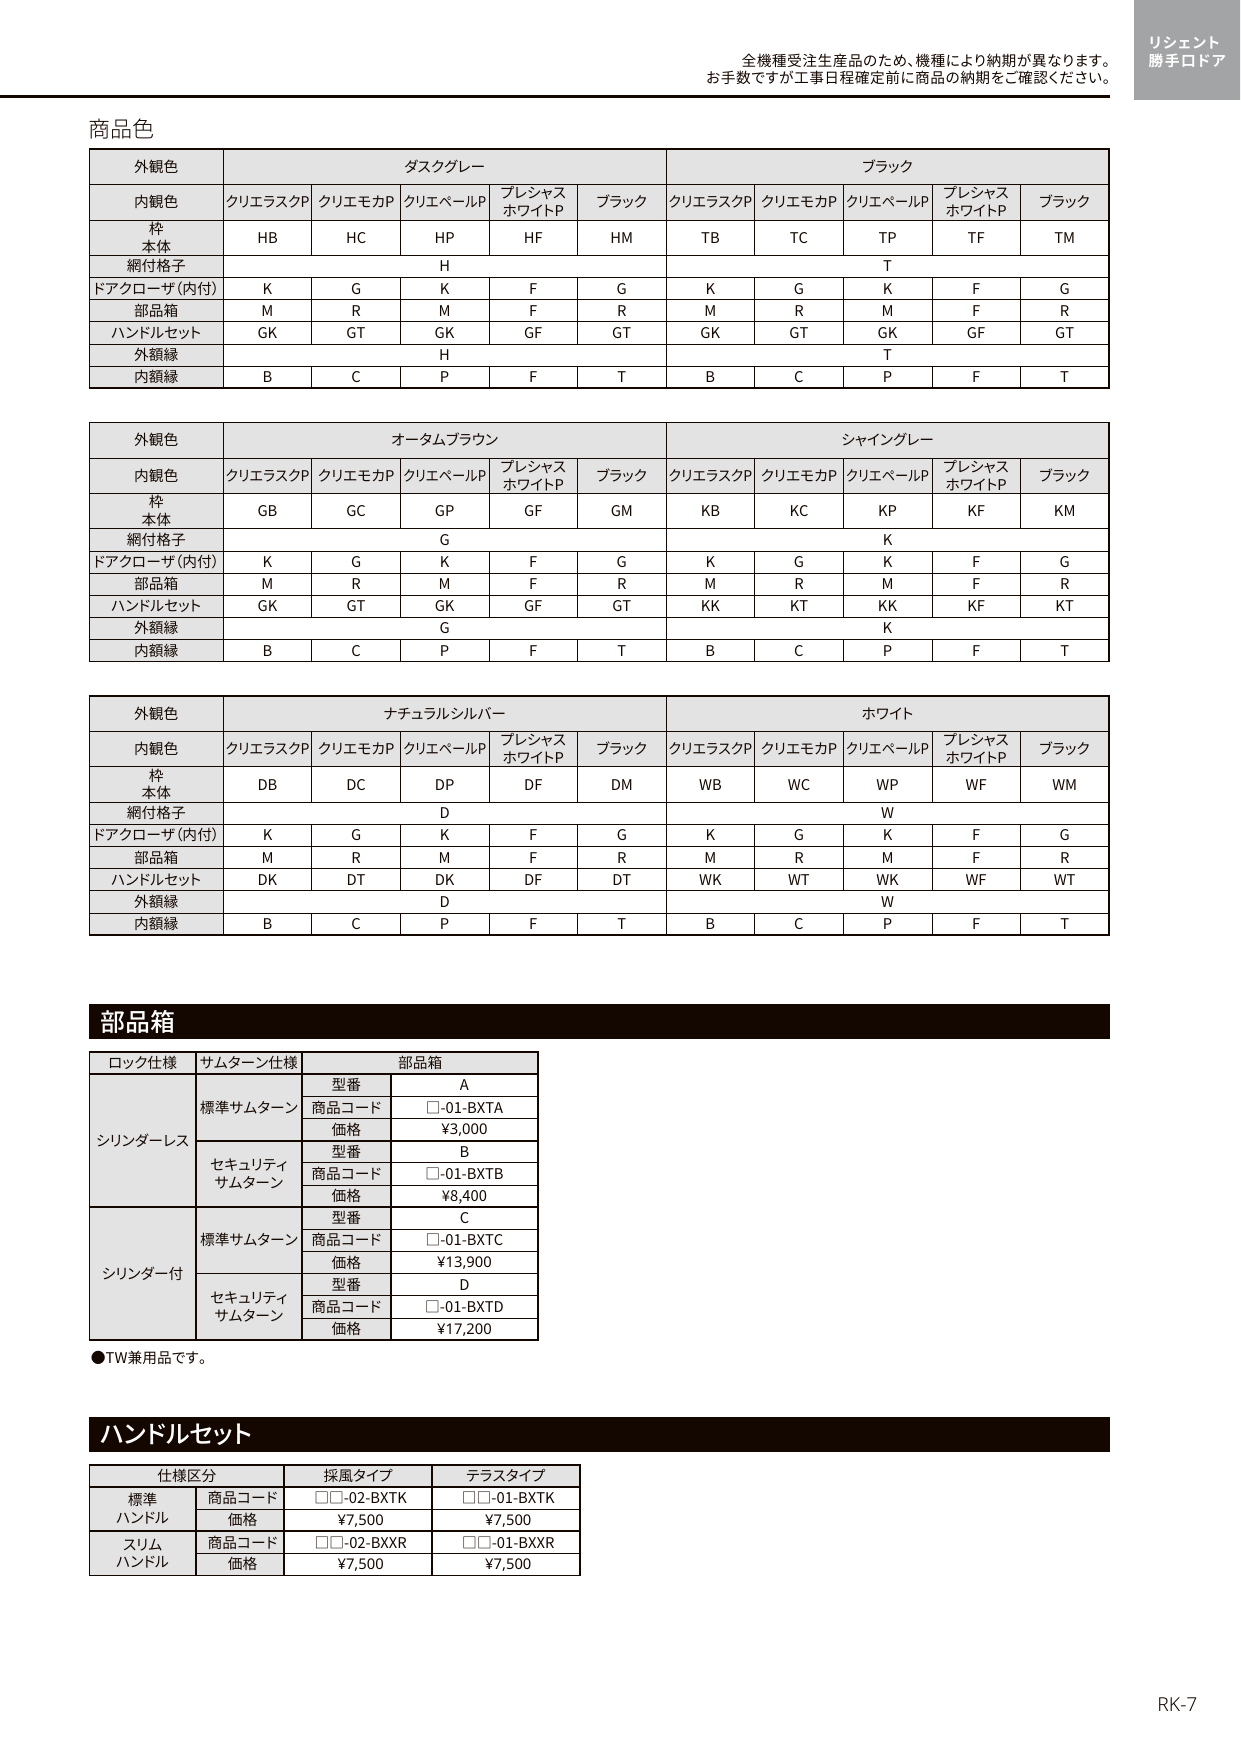 リシェント
勝手口ドア
全機種受注生産品のため、機種により納期が異なります。
お手数ですが工事日程確定前に商品の納期をご確認ください。
商品色
外観色 ダスクグレー ブラック
内観色 クリエラスクP クリエモカP クリエペールP プレシャスホワイトP ブラック クリエラスクP クリエモカP クリエペールP プレシャスホワイトP ブラック
枠
本体 HB HC HP HF HM TB TC TP TF TM
網付格子 H T
ドアクローザ(内付) K G K F G K G K F G
部品箱 M R M F R M R M F R
ハンドルセット GK GT GK GF GT GK GT GK GF GT
外額縁 H T
内額縁 B C P F T B C P F T
外観色 オータムブラウン シャイングレー
内観色 クリエラスクP クリエモカP クリエペールP プレシャスホワイトP ブラック クリエラスクP クリエモカP クリエペールP プレシャスホワイトP ブラック
枠
本体 GB GC GP GF GM KB KC KP KF KM
網付格子 G K
ドアクローザ(内付) K G K F G K G K F G
部品箱 M R M F R M R M F R
ハンドルセット GK GT GK GF GT KK KT KK KF KT
外額縁 G K
内額縁 B C P F T B C P F T
外観色 ナチュラルシルバー ホワイト
内観色 クリエラスクP クリエモカP クリエペールP プレシャスホワイトP ブラック クリエラスクP クリエモカP クリエペールP プレシャスホワイトP ブラック
枠
本体 DB DC DP DF DM WB WC WP WF WM
網付格子 D W
ドアクローザ(内付) K G K F G K G K F G
部品箱 M R M F R M R M F R
ハンドルセット DK DT DK DF DT WK WT WK WF WT
外額縁 D W
内額縁 B C P F T B C P F T
部品箱
ロック仕様 サムターン仕様 部品箱
シリンダーレス 標準サムターン 型番 A
商品コード □-01-BXTA
価格 ¥3,000
セキュリティ
サムターン 型番 B
商品コード □-01-BXTB
価格 ¥8,400
シリンダー付 標準サムターン 型番 C
商品コード □-01-BXTC
価格 ¥13,900
セキュリティ
サムターン 型番 D
商品コード □-01-BXTD
価格 ¥17,200
●TW兼用品です。
ハンドルセット
仕様区分 採風タイプ テラスタイプ
標準
ハンドル 商品コード □□-02-BXTK □□-01-BXTK
価格 ¥7,500 ¥7,500
スリム
ハンドル 商品コード □□-02-BXXR □□-01-BXXR
価格 ¥7,500 ¥7,500
RK-7